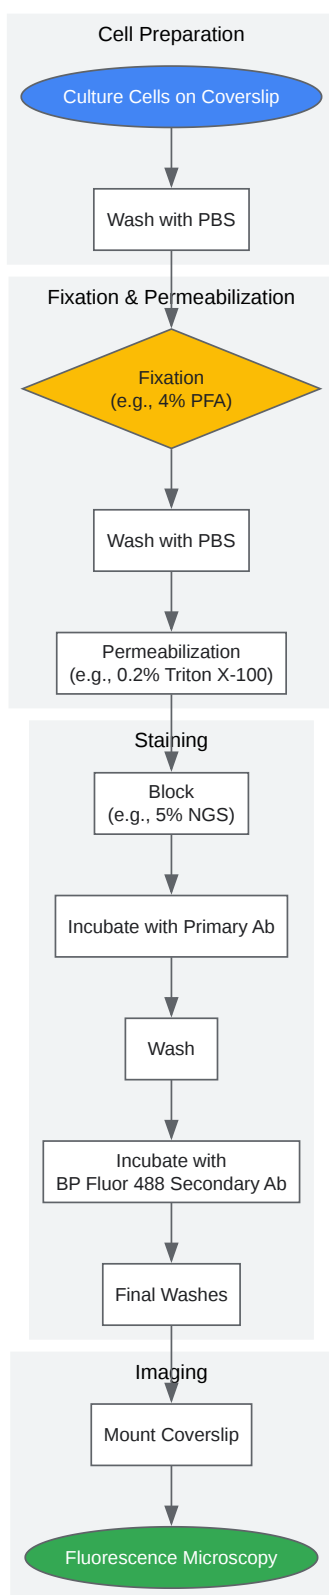 Cell Preparation
Culture Cells on Coverslip
Wash with PBS
Fixation & Permeabilization
Fixation
(e.g., 4% PFA)
Wash with PBS
Permeabilization
(e.g., 0.2% Triton X-100)
Staining
Block
(e.g., 5% NGS)
Incubate with Primary Ab
Wash
Incubate with
BP Fluor 488 Secondary Ab
Final Washes
Imaging
Mount Coverslip
Fluorescence Microscopy